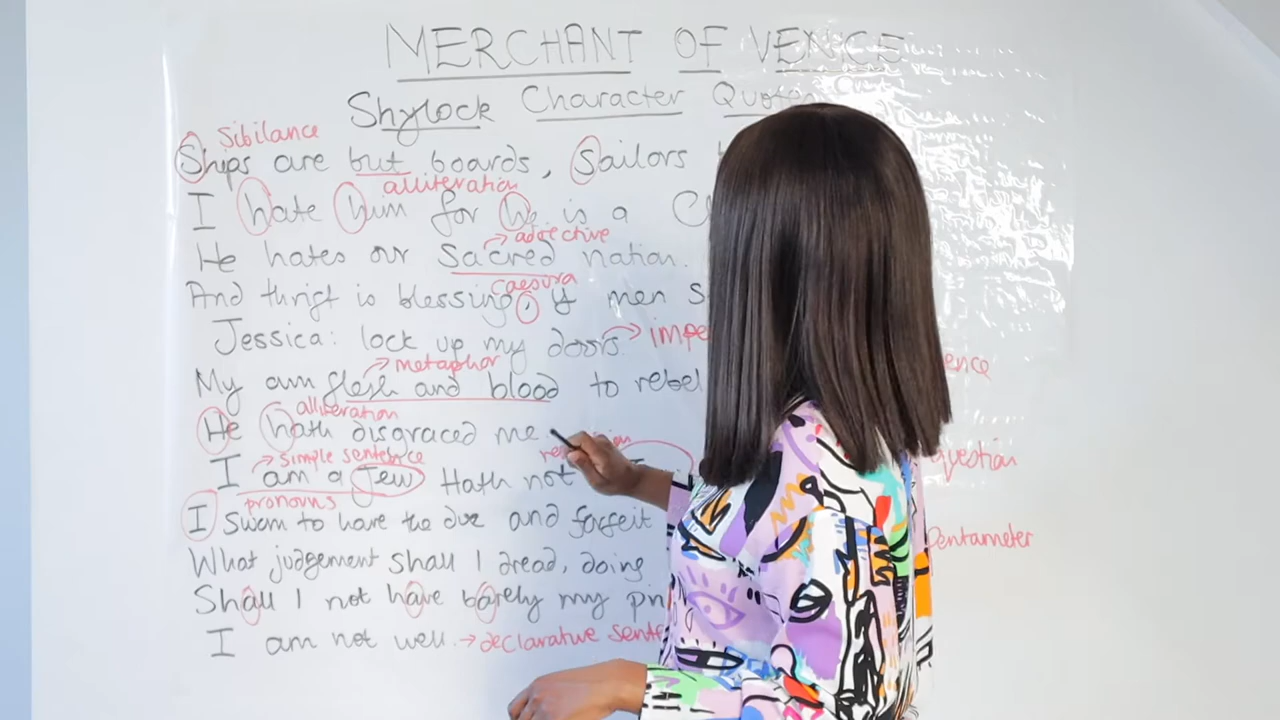 MERCHANT OF VENICE
Shylock Character Quotes
Sibilance
Ships are but boards, Sailors
alliteration
I hate him for he is a
adjective
He hates our Sacred nation.
caesura
And thrift is blessing, if men
Jessica: lock up my doors.
metaphor
My own flesh and blood to rebel
alliteration
He hath disgraced me
simple sentence
question
I am a Jew Hath not
pronouns
I sworn to have the due and forfeit
Pentameter
What judgement shall I dread, doing
Shall I not have barely my
I am not well. → declarative